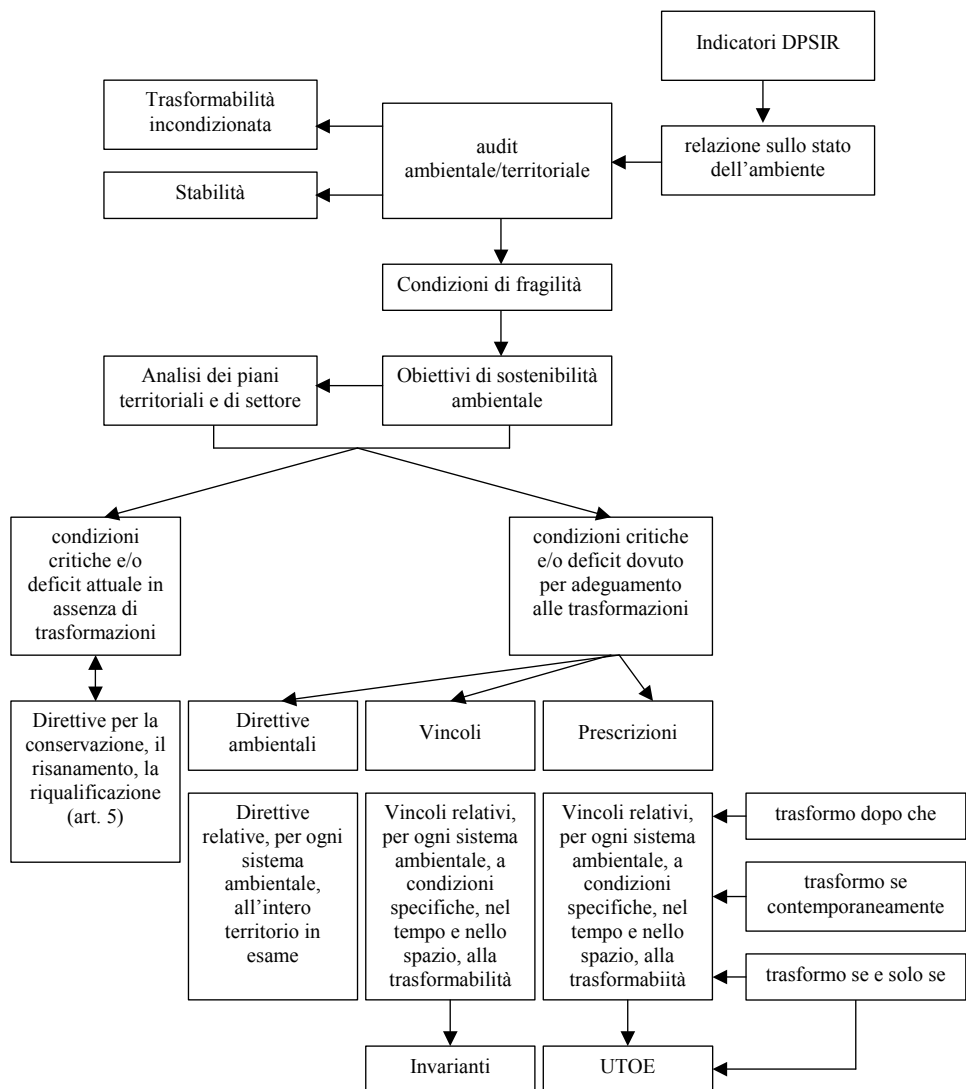 Indicatori DPSIR
Trasformabilità
incondizionata
audit
ambientale/territoriale
relazione sullo stato
dell’ambiente
Stabilità
Condizioni di fragilità
Analisi dei piani
territoriali e di settore
Obiettivi di sostenibilità
ambientale
condizioni
critiche e/o
deficit attuale in
assenza di
trasformazioni
condizioni critiche
e/o deficit dovuto
per adeguamento
alle trasformazioni
Direttive per la
conservazione, il
risanamento, la
riqualificazione
(art. 5)
Direttive
ambientali
Vincoli
Prescrizioni
Direttive
relative, per ogni
sistema
ambientale,
all’intero
territorio in
esame
Vincoli relativi,
per ogni sistema
ambientale, a
condizioni
specifiche, nel
tempo e nello
spazio, alla
trasformabilità
Vincoli relativi,
per ogni sistema
ambientale, a
condizioni
specifiche, nel
tempo e nello
spazio, alla
trasformabiità
trasformo dopo che
trasformo se
contemporaneamente
trasformo se e solo se
Invarianti
UTOE